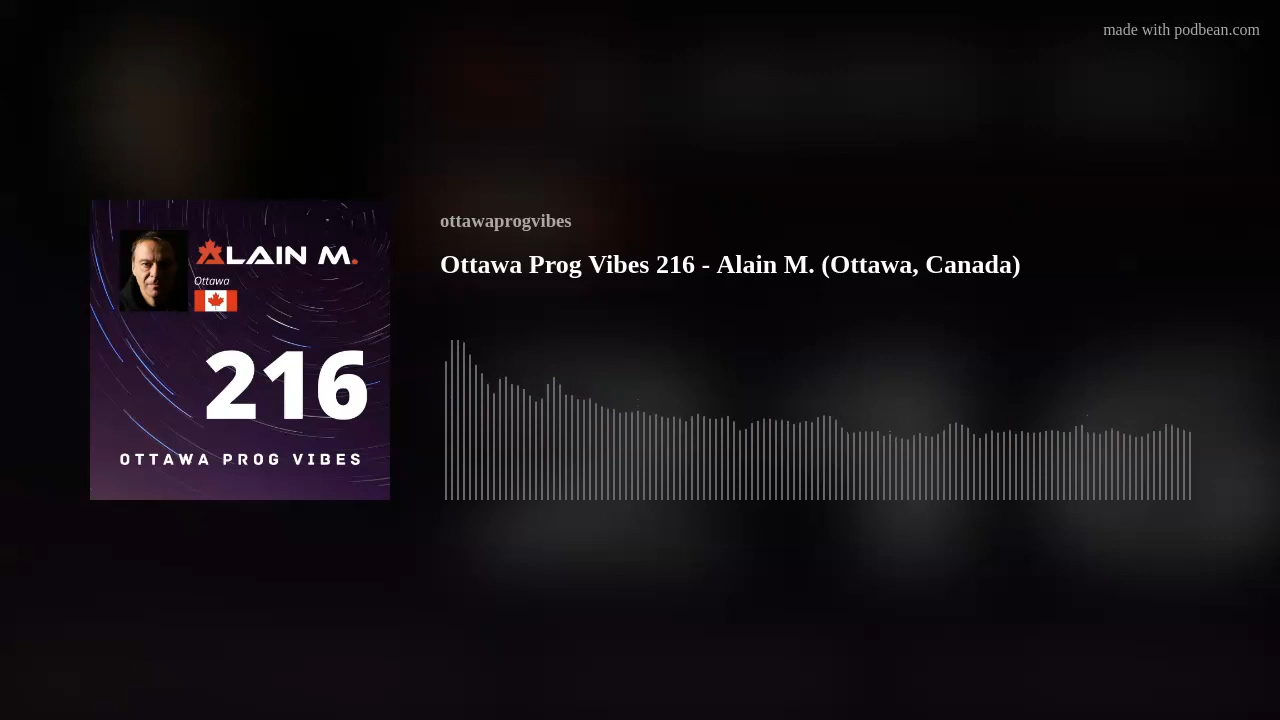 made with podbean.com
ALAIN M.
Ottawa
216
OTTAWA PROG VIBES
ottawaprogvibes
Ottawa Prog Vibes 216 - Alain M. (Ottawa, Canada)